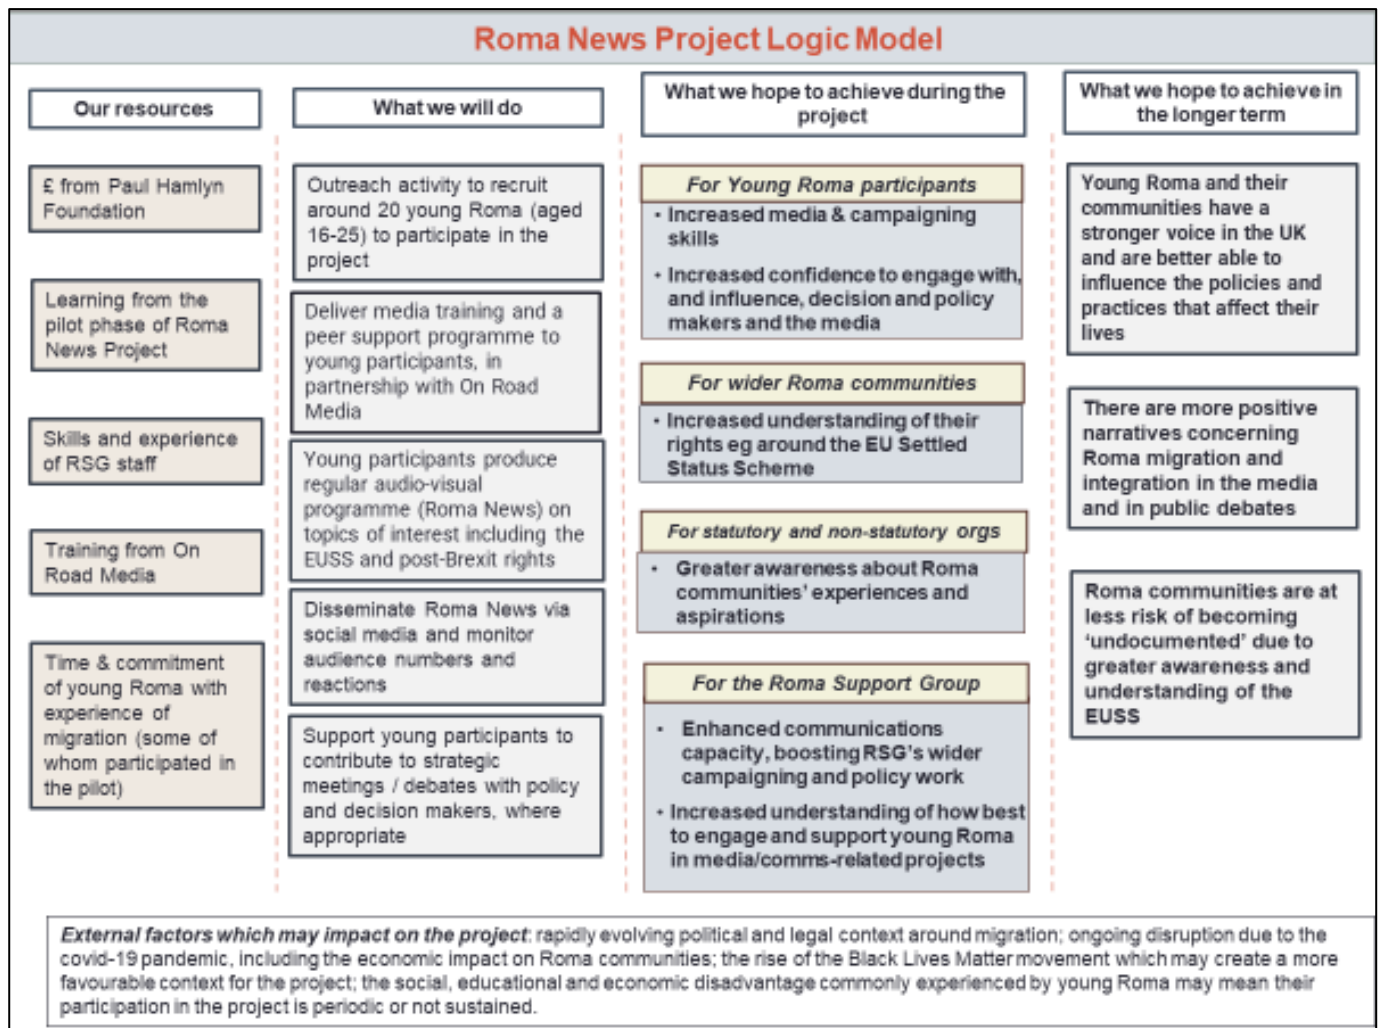 Roma News Project Logic Model
Our resources
£ from Paul Hamlyn
Foundation
Learning from the
pilot phase of Roma
News Project
Skills and experience
of RSG staff
Training from On
Road Media
Time & commitment
of young Roma with
experience of
migration (some of
whom participated in
the pilot)
What we will do
Outreach activity to recruit
around 20 young Roma (aged
16-25) to participate in the
project
Deliver media training and a
peer support programme to
young participants, in
partnership with On Road
Media
Young participants produce
regular audio-visual
programme (Roma News) on
topics of interest including the
EUSS and post-Brexit rights
Disseminate Roma News via
social media and monitor
audience numbers and
reactions
Support young participants to
contribute to strategic
meetings / debates with policy
and decision makers, where
appropriate
What we hope to achieve during the
project
For Young Roma participants
• Increased media & campaigning
skills
• Increased confidence to engage with,
and influence, decision and policy
makers and the media
For wider Roma communities
• Increased understanding of their
rights eg around the EU Settled
Status Scheme
For statutory and non-statutory orgs
• Greater awareness about Roma
communities' experiences and
aspirations
For the Roma Support Group
• Enhanced communications
capacity, boosting RSG's wider
campaigning and policy work
• Increased understanding of how best
to engage and support young Roma
in media/comms-related projects
What we hope to achieve in
the longer term
Young Roma and their
communities have a
stronger voice in the UK
and are better able to
influence the policies and
practices that affect their
lives
There are more positive
narratives concerning
Roma migration and
integration in the media
and in public debates
Roma communities are at
less risk of becoming
‘undocumented’ due to
greater awareness and
understanding of the
EUSS
External factors which may impact on the project: rapidly evolving political and legal context around migration; ongoing disruption due to the
covid-19 pandemic, including the economic impact on Roma communities; the rise of the Black Lives Matter movement which may create a more
favourable context for the project; the social, educational and economic disadvantage commonly experienced by young Roma may mean their
participation in the project is periodic or not sustained.